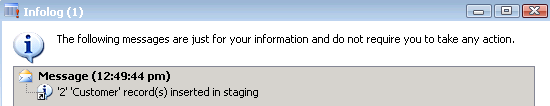 Infolog (1)
The following messages are just for your information and do not require you to take any action.
Message (12:49:44 pm)
'2' 'Customer' record(s) inserted in staging